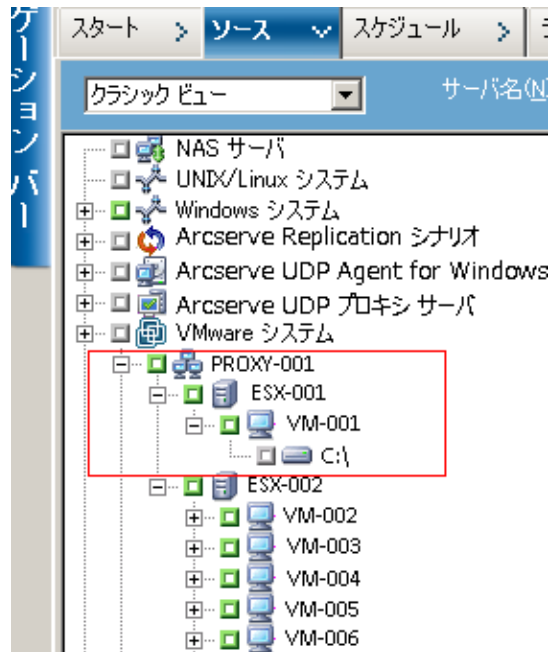 ケーション バー
スタート
ソース
スケジュール
クラシック ビュー
サーバ名(N)
NAS サーバ
UNIX/Linux システム
Windows システム
Arcserve Replication シナリオ
Arcserve UDP Agent for Windows
Arcserve UDP プロキシ サーバ
VMware システム
PROXY-001
ESX-001
VM-001
C:\
ESX-002
VM-002
VM-003
VM-004
VM-005
VM-006